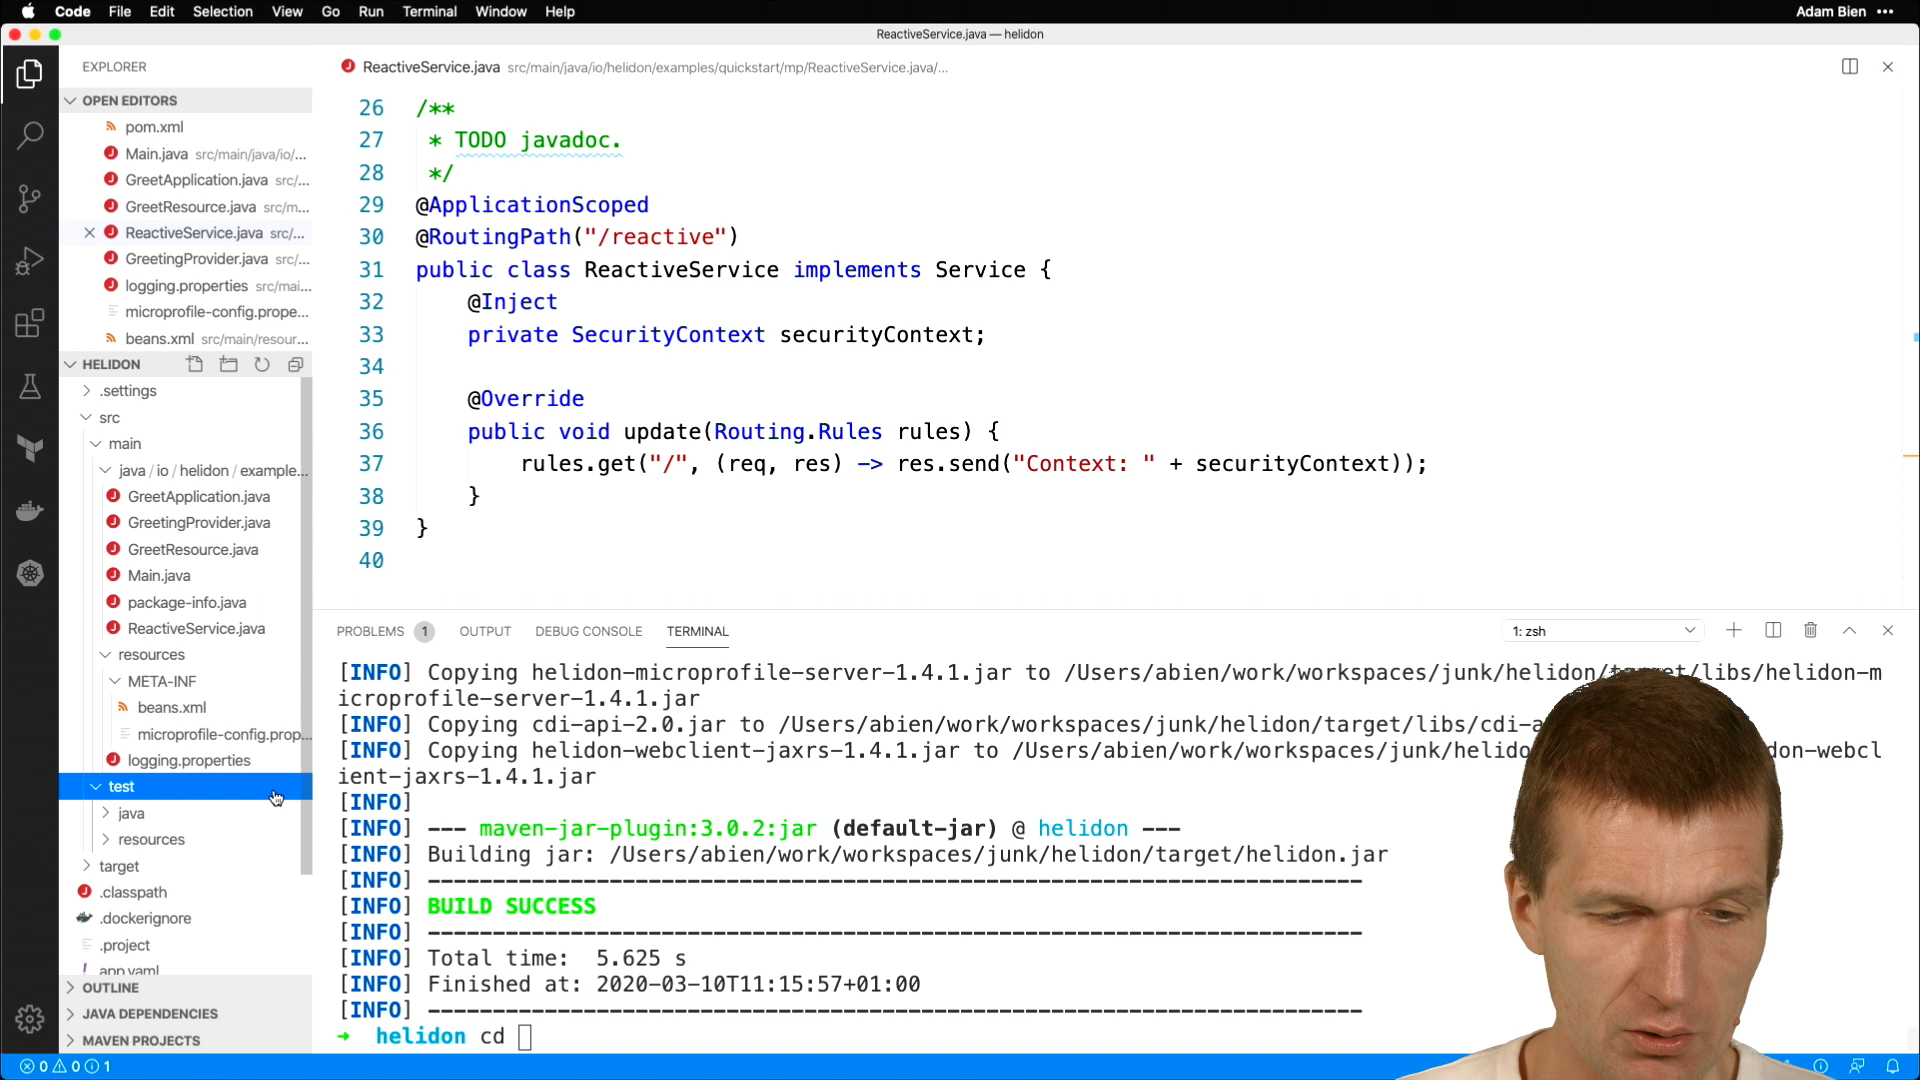 Code File Edit Selection View Go Run Terminal Window Help
Adam Bien
ReactiveService.java — helidon
EXPLORER
OPEN EDITORS
pom.xml
Main.java src/main/java/io/...
GreetApplication.java src/...
GreetResource.java src/m...
ReactiveService.java src/...
GreetingProvider.java src/...
logging.properties src/mai...
microprofile-config.prope...
beans.xml src/main/resour...
HELIDON
.settings
src
main
java / io / helidon / example...
GreetApplication.java
GreetingProvider.java
GreetResource.java
Main.java
package-info.java
ReactiveService.java
resources
META-INF
beans.xml
microprofile-config.prop...
logging.properties
test
java
resources
target
.classpath
.dockerignore
.project
app.yaml
OUTLINE
JAVA DEPENDENCIES
MAVEN PROJECTS
0 0 1
ReactiveService.java src/main/java/io/helidon/examples/quickstart/mp/ReactiveService.java/...
26 /**
27 * TODO javadoc.
28 */
29 @ApplicationScoped
30 @RoutingPath("/reactive")
31 public class ReactiveService implements Service {
32 @Inject
33 private SecurityContext securityContext;
34
35 @Override
36 public void update(Routing.Rules rules) {
37 rules.get("/", (req, res) -> res.send("Context: " + securityContext));
38 }
39 }
40
PROBLEMS 1 OUTPUT DEBUG CONSOLE TERMINAL
1: zsh
[INFO] Copying helidon-microprofile-server-1.4.1.jar to /Users/abien/work/workspaces/junk/helidon/target/libs/helidon-m
icroprofile-server-1.4.1.jar
[INFO] Copying cdi-api-2.0.jar to /Users/abien/work/workspaces/junk/helidon/target/libs/cdi-a
[INFO] Copying helidon-webclient-jaxrs-1.4.1.jar to /Users/abien/work/workspaces/junk/helido don-webcl
ient-jaxrs-1.4.1.jar
[INFO]
[INFO] --- maven-jar-plugin:3.0.2:jar (default-jar) @ helidon ---
[INFO] Building jar: /Users/abien/work/workspaces/junk/helidon/target/helidon.jar
[INFO] ------------------------------------------------------------------------
[INFO] BUILD SUCCESS
[INFO] ------------------------------------------------------------------------
[INFO] Total time: 5.625 s
[INFO] Finished at: 2020-03-10T11:15:57+01:00
[INFO] ------------------------------------------------------------------------
➜ helidon cd